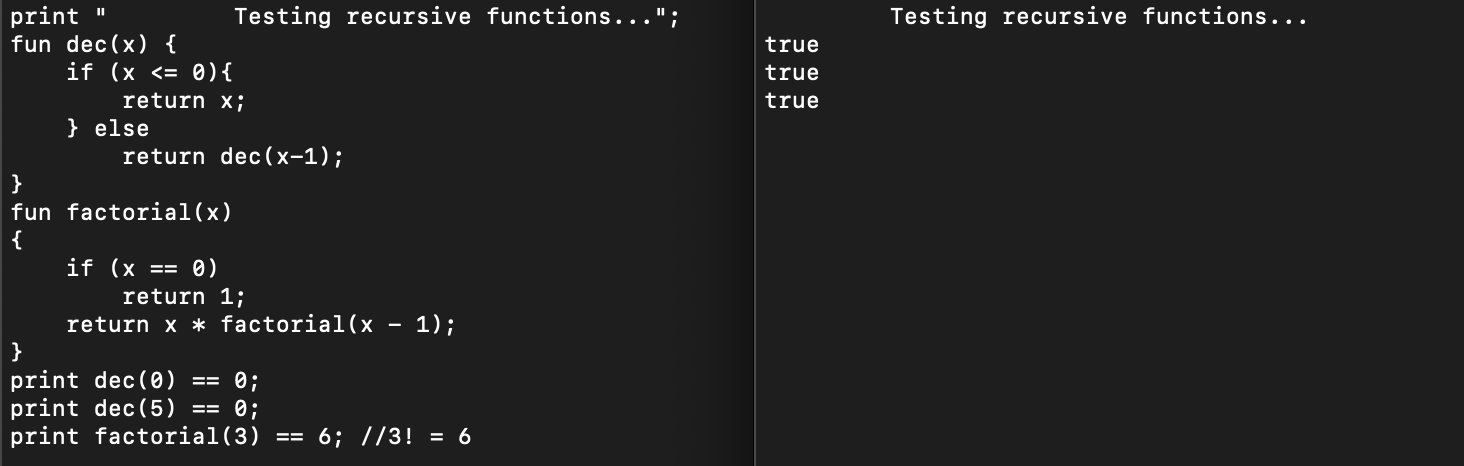 print "         Testing recursive functions...";
fun dec(x) {
    if (x <= 0){
        return x;
    } else
        return dec(x-1);
}
fun factorial(x)
{
    if (x == 0)
        return 1;
    return x * factorial(x - 1);
}
print dec(0) == 0;
print dec(5) == 0;
print factorial(3) == 6; //3! = 6
         Testing recursive functions...
true
true
true